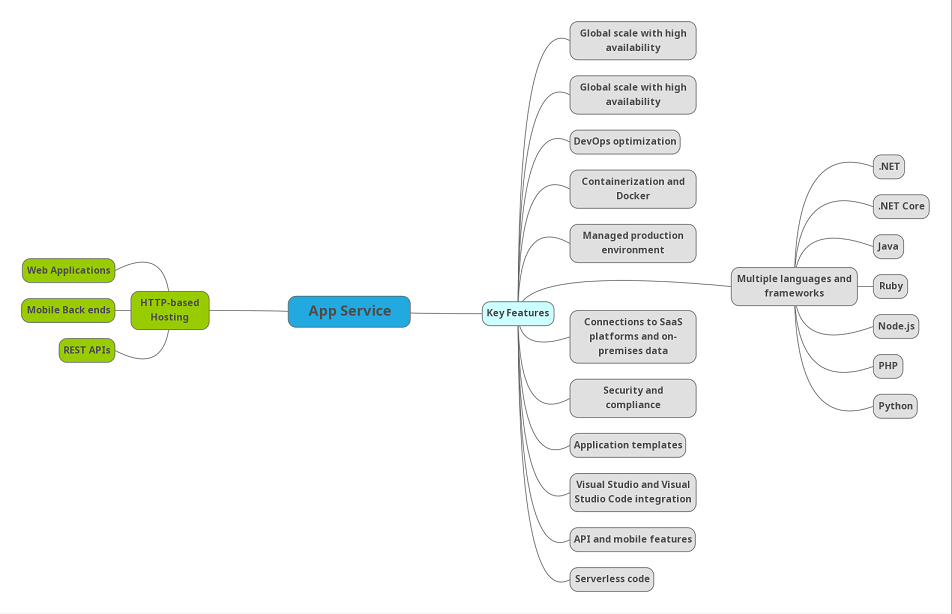 Global scale with high
availability
Global scale with high
availability
DevOps optimization
Containerization and
Docker
Managed production
environment
Multiple languages and
frameworks
.NET
.NET Core
Java
Ruby
Node.js
PHP
Python
Web Applications
Mobile Back ends
REST APIs
HTTP-based
Hosting
App Service
Key Features
Connections to SaaS
platforms and on-
premises data
Security and
compliance
Application templates
Visual Studio and Visual
Studio Code integration
API and mobile features
Serverless code